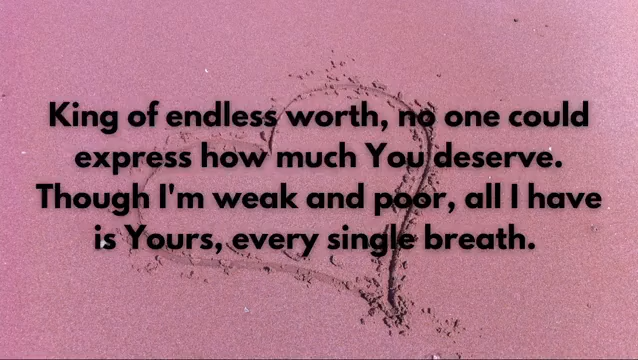 King of endless worth, no one could
express how much You deserve.
Though I'm weak and poor, all I have
is Yours, every single breath.